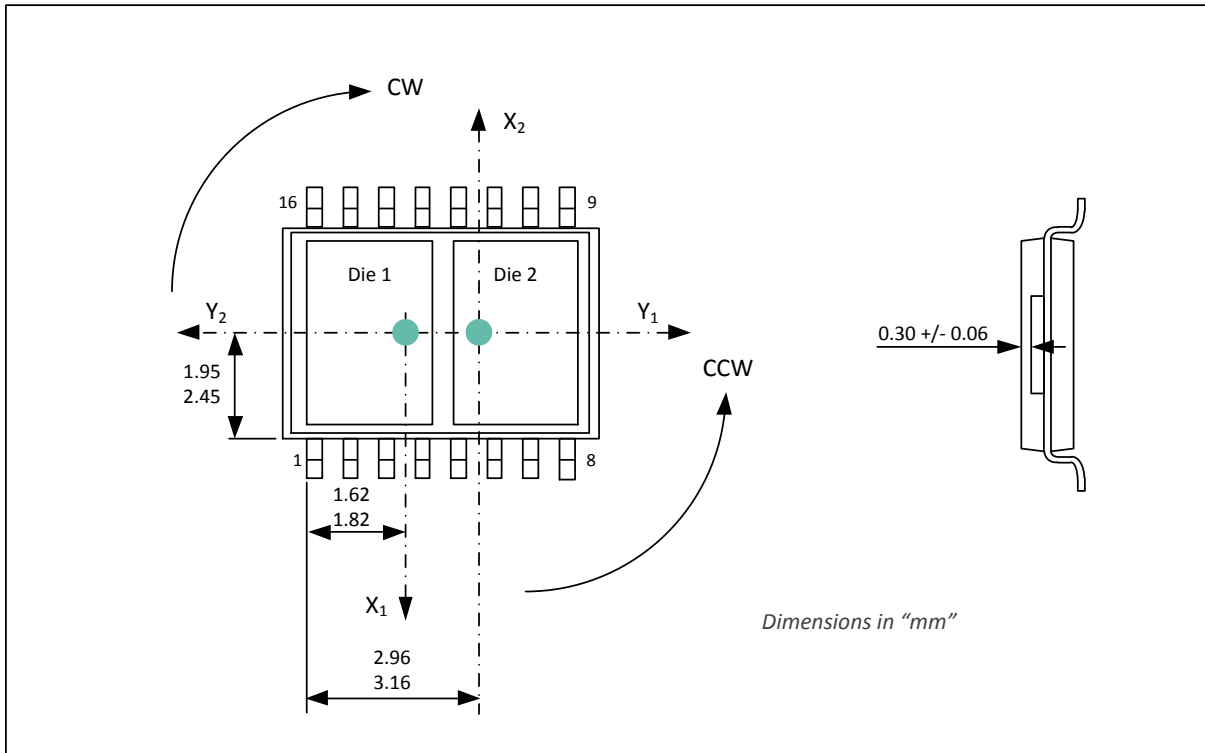 CW
X₂
16
9
Die 1
Die 2
Y₂
Y₁
0.30 +/- 0.06
1.95
2.45
CCW
1
8
1.62
1.82
X₁
Dimensions in “mm”
2.96
3.16